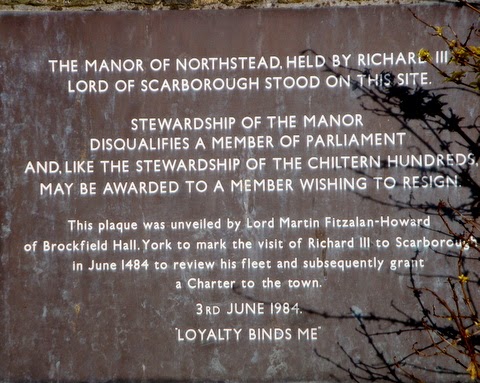 THE MANOR OF NORTHSTEAD, HELD BY RICHARD III
LORD OF SCARBOROUGH STOOD ON THIS SITE.
STEWARDSHIP OF THE MANOR
DISQUALIFIES A MEMBER OF PARLIAMENT
AND, LIKE THE STEWARDSHIP OF THE CHILTERN HUNDREDS,
MAY BE AWARDED TO A MEMBER WISHING TO RESIGN.
This plaque was unveiled by Lord Martin Fitzalan-Howard
of Brockfield Hall, York to mark the visit of Richard III to Scarborough
in June 1484 to review his fleet and subsequently grant
a Charter to the town.
3RD JUNE 1984.
"LOYALTY BINDS ME"